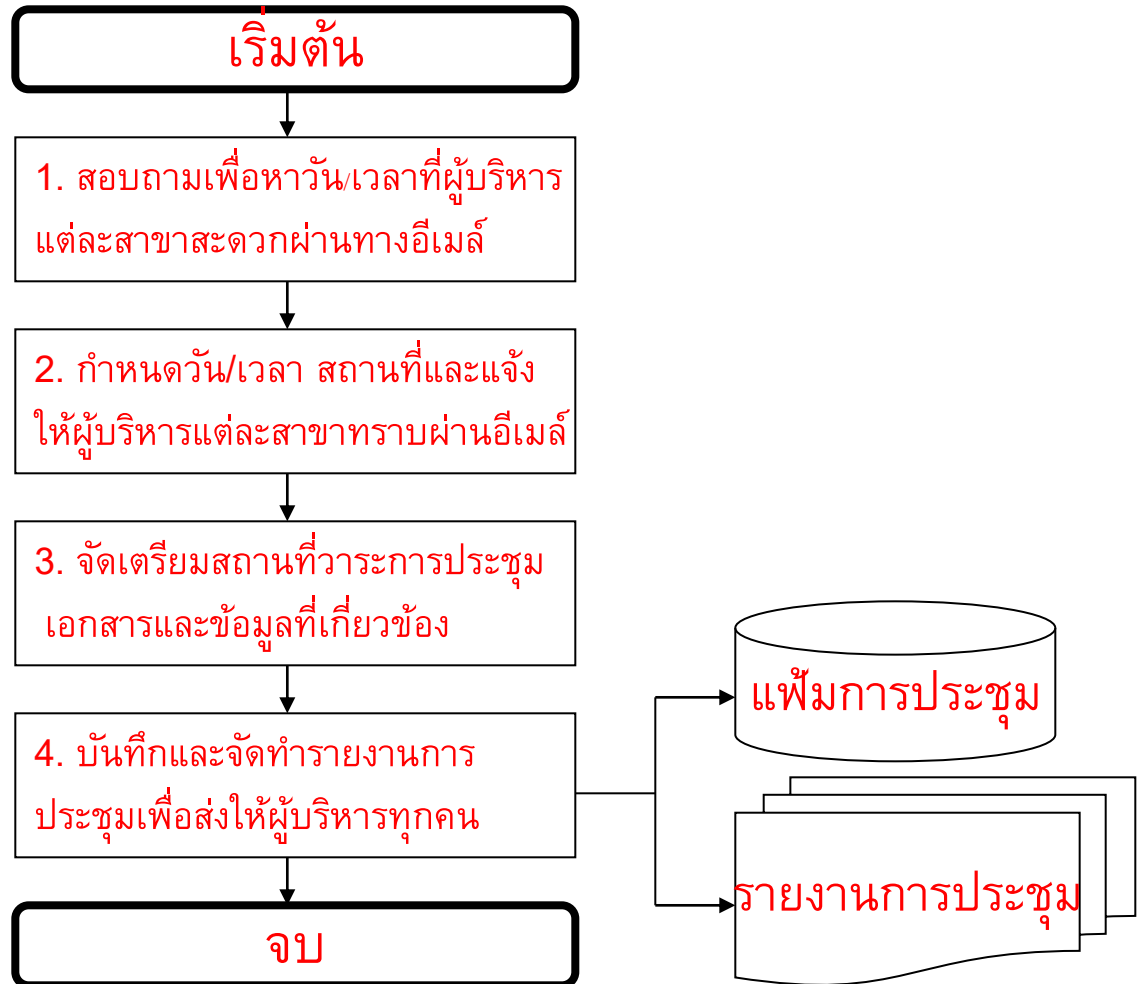 เริ่มต้น
1. สอบถามเพื่อหาวัน/เวลาที่ผู้บริหาร
แต่ละสาขาสะดวกผ่านทางอีเมล์
2. กำหนดวัน/เวลา สถานที่และแจ้ง
ให้ผู้บริหารแต่ละสาขาทราบผ่านอีเมล์
3. จัดเตรียมสถานที่วาระการประชุม
เอกสารและข้อมูลที่เกี่ยวข้อง
4. บันทึกและจัดทำรายงานการ
ประชุมเพื่อส่งให้ผู้บริหารทุกคน
แฟ้มการประชุม
รายงานการประชุม
จบ